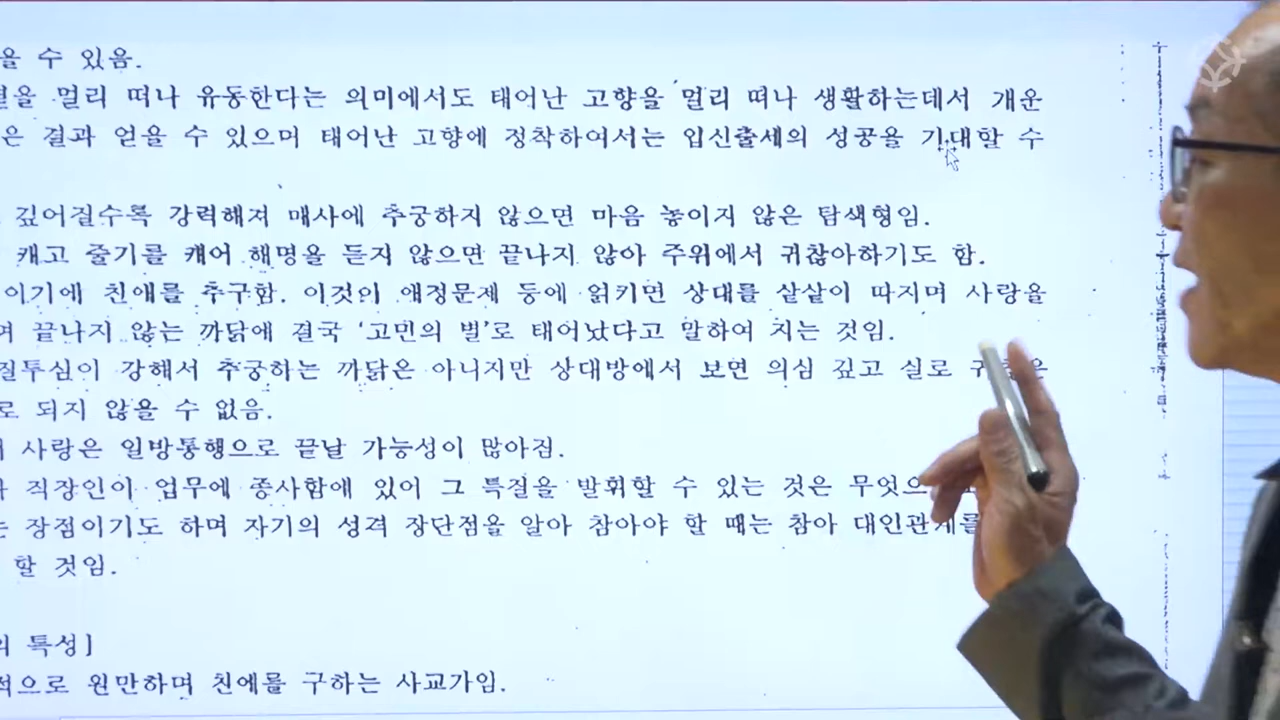 을 수 있음.
멀리 떠나 유동한다는 의미에서도 태어난 고향을 멀리 떠나 생활하는데서 개운
은 결과 얻을 수 있으며 태어난 고향에 정착하여서는 입신출세의 성공을 기대할 수
깊어질수록 강력해져 매사에 추궁하지 않으면 마음 놓이지 않은 탐색형임.
캐고 줄기를 캐어 해명을 듣지 않으면 끝나지 않아 주위에서 귀찮아하기도 함.
이기에 친애를 추구함. 이것이 애정문제 등에 얽키면 상대를 샅샅이 따지며 사랑을
며 끝나지 않는 까닭에 결국 '고민의 별'로 태어났다고 말하여 지는 것임.
질투심이 강해서 추궁하는 까닭은 아니지만 상대방에서 보면 의심 깊고 실로
로 되지 않을 수 없음.
사랑은 일방통행으로 끝날 가능성이 많아짐.
직장인이 업무에 종사함에 있어 그 특질을 발휘할 수 있는 것은
는 장점이기도 하며 자기의 성격 장단점을 알아 참아야 할 때는 참아 대인관계를
할 것임.
의 특성]
적으로 원만하며 친애를 구하는 사교가임.